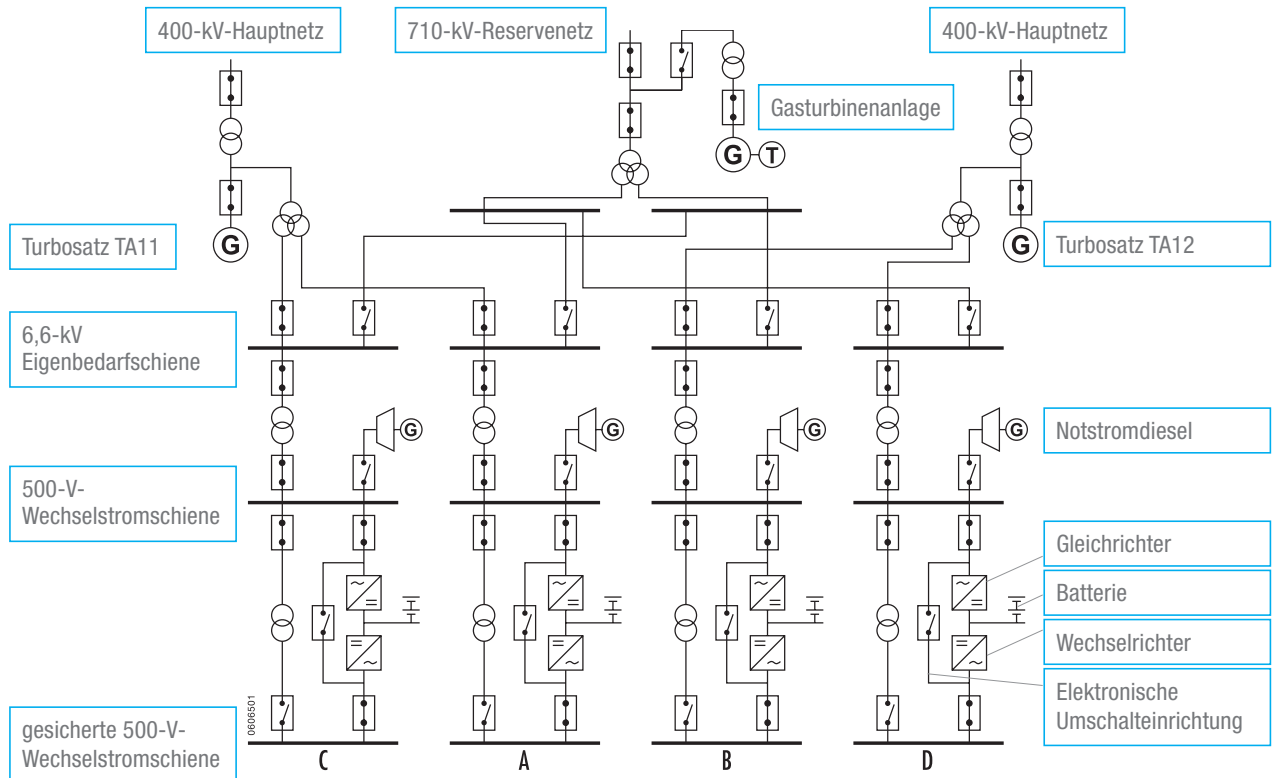 400-kV-Hauptnetz
710-kV-Reservenetz
400-kV-Hauptnetz
Gasturbinenanlage
G
T
Turbosatz TA11
G
G
Turbosatz TA12
6,6-kV
Eigenbedarfschiene
G
G
G
G
Notstromdiesel
500-V-
Wechselstromschiene
Gleichrichter
Batterie
Wechselrichter
Elektronische
Umschalteinrichtung
gesicherte 500-V-
Wechselstromschiene
0606501
C
A
B
D